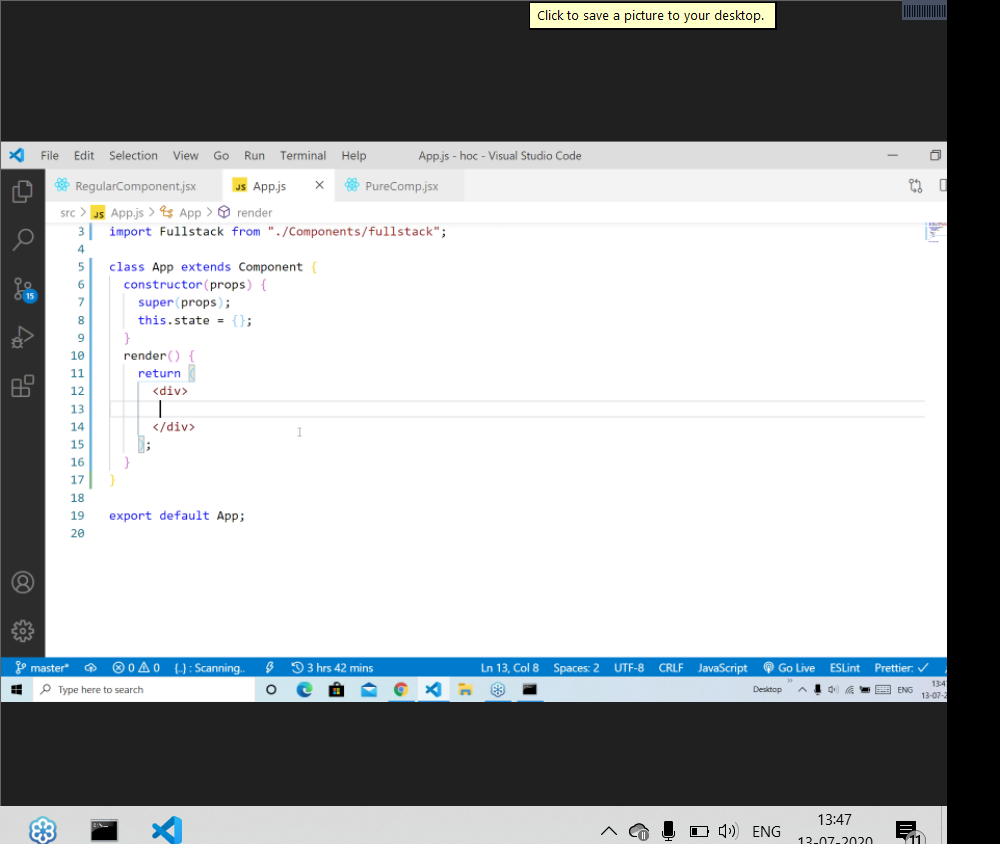 Click to save a picture to your desktop.
File Edit Selection View Go Run Terminal Help App.js - hoc - Visual Studio Code
RegularComponent.jsx JS App.js PureComp.jsx
src > JS App.js > App > render
3 import Fullstack from "./Components/fullstack";
4
5 class App extends Component {
6 constructor(props) {
7 super(props);
8 this.state = {};
9 }
10 render() {
11 return (
12 <div>
13
14 </div>
15 );
16 }
17 }
18
19 export default App;
20
15
master* 0 0 {..} : Scanning.. 3 hrs 42 mins Ln 13, Col 8 Spaces: 2 UTF-8 CRLF JavaScript Go Live ESLint Prettier: ✓
Type here to search Desktop ENG 13:47
13-07-2
ENG 13:47
13-07-2020 11